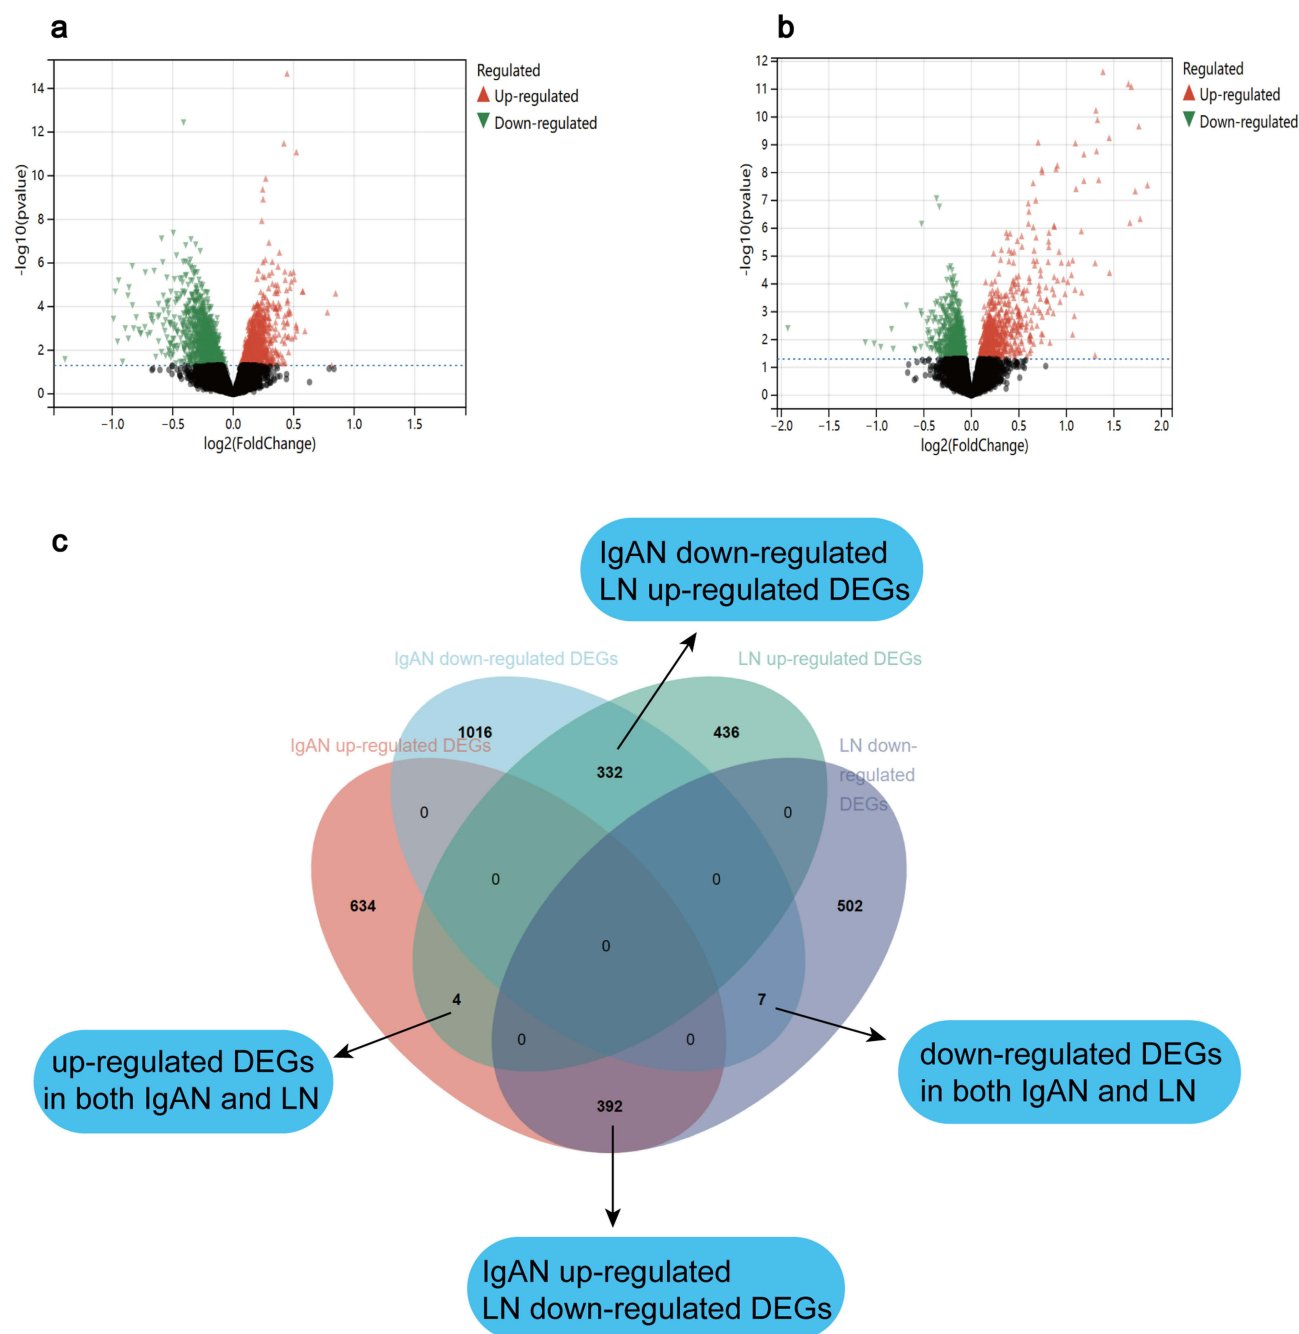 a
-log10(pvalue)
14
12
10
8
6
4
2
0
−1.0
−0.5
0.0
0.5
1.0
1.5
log2(FoldChange)
Regulated
Up-regulated
Down-regulated
b
-log10(pvalue)
12
11
10
9
8
7
6
5
4
3
2
1
0
−2.0
−1.5
−1.0
−0.5
0.0
0.5
1.0
1.5
2.0
log2(FoldChange)
Regulated
Up-regulated
Down-regulated
c
IgAN down-regulated
LN up-regulated DEGs
IgAN down-regulated DEGs
LN up-regulated DEGs
IgAN up-regulated DEGs
LN down-
regulated
DEGs
1016
436
332
0
0
0
0
634
502
0
4
7
0
0
392
up-regulated DEGs
in both IgAN and LN
down-regulated DEGs
in both IgAN and LN
IgAN up-regulated
LN down-regulated DEGs